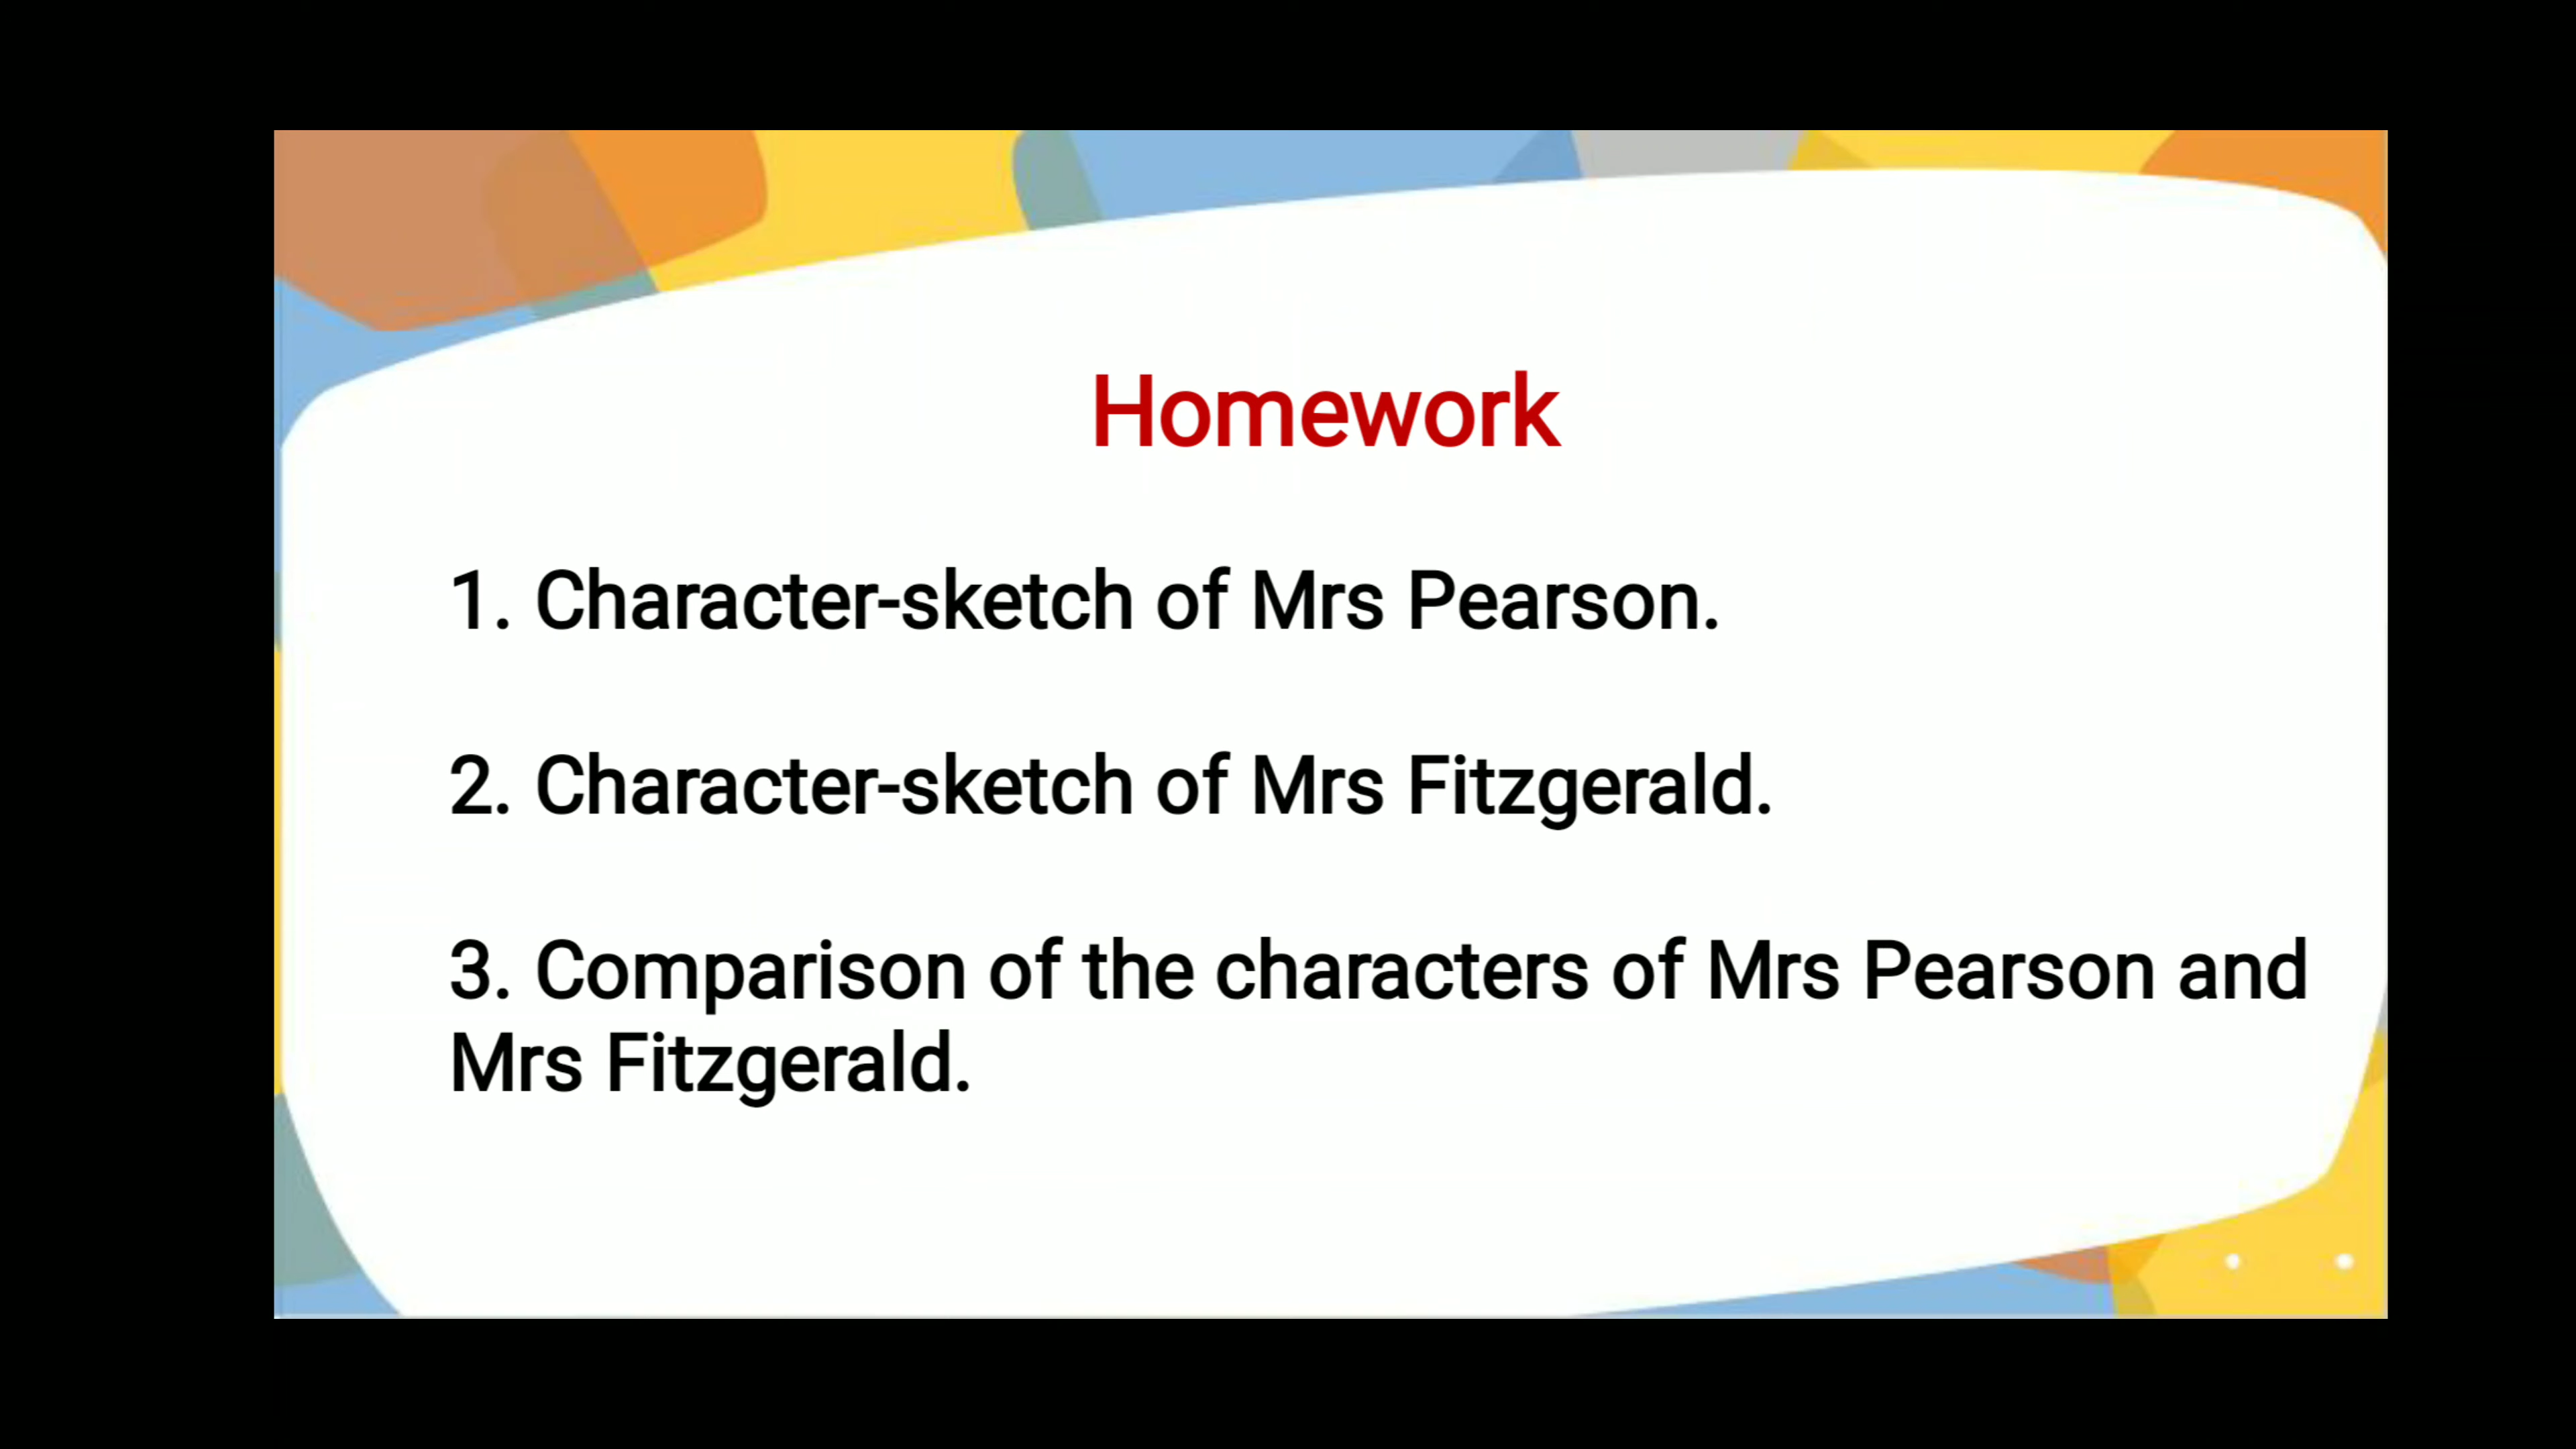 Homework
1. Character-sketch of Mrs Pearson.
2. Character-sketch of Mrs Fitzgerald.
3. Comparison of the characters of Mrs Pearson and
Mrs Fitzgerald.